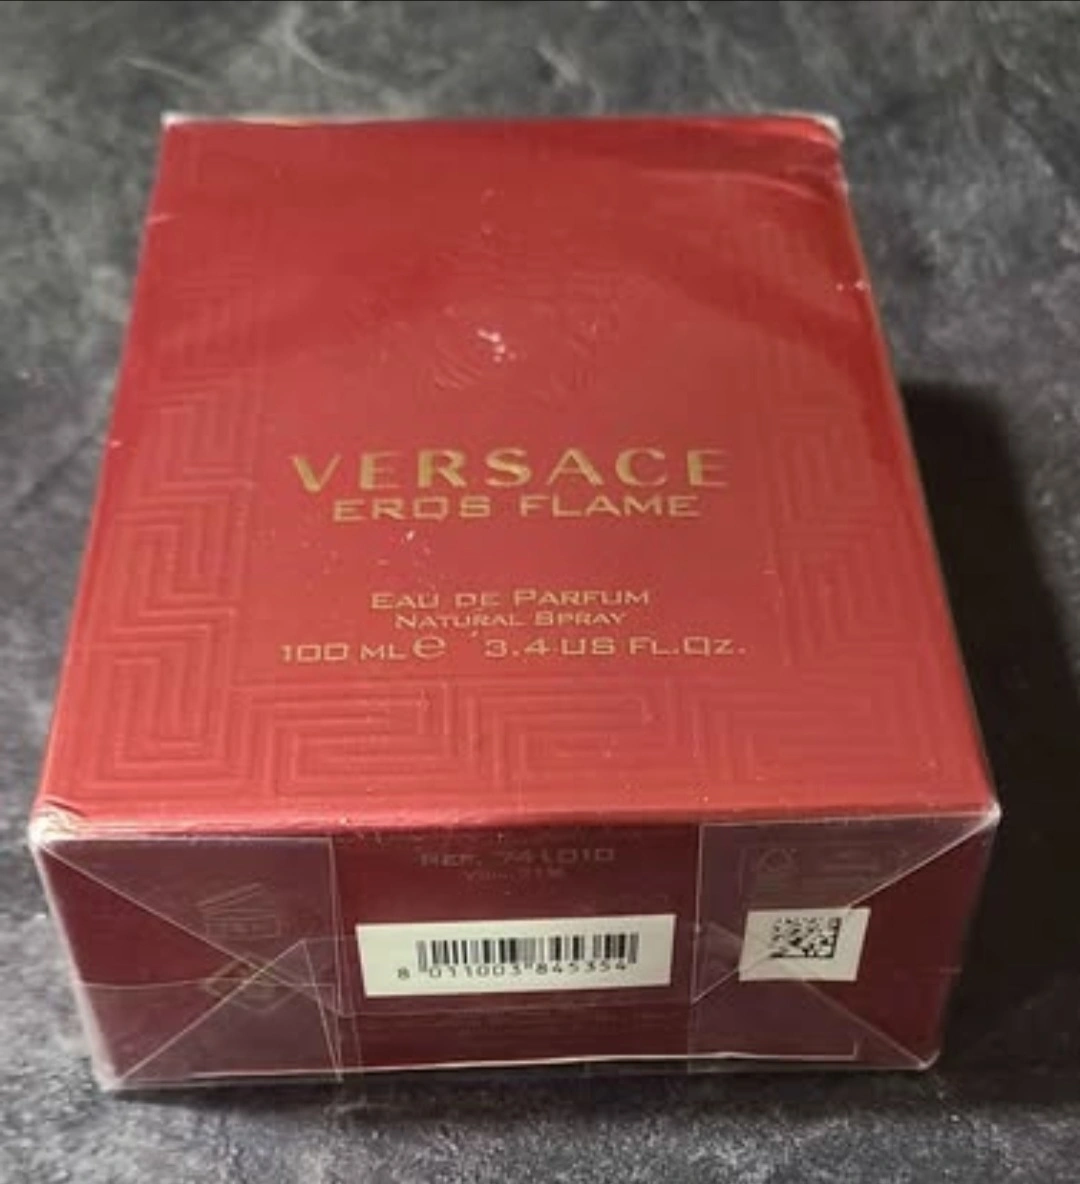 VERSACE
EROS FLAME
EAU DE PARFUM
NATURAL SPRAY
100 ML ℮ 3.4 US FL.OZ.
REF. 741010
8 011003 845354